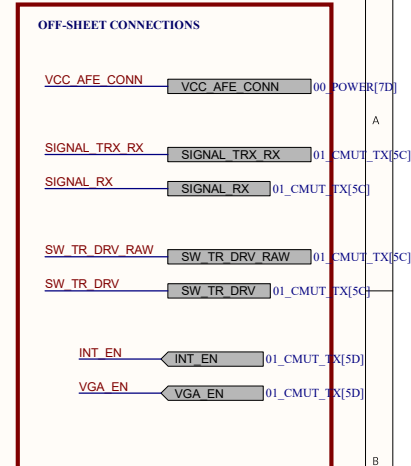 OFF-SHEET CONNECTIONS
VCC_AFE_CONN VCC_AFE_CONN 00_POWER[7D]
A
SIGNAL_TRX_RX SIGNAL_TRX_RX 01_CMUT_TX[5C]
SIGNAL_RX SIGNAL_RX 01_CMUT_TX[5C]
SW_TR_DRV_RAW SW_TR_DRV_RAW 01_CMUT_TX[5C]
SW_TR_DRV SW_TR_DRV 01_CMUT_TX[5C]
INT_EN INT_EN 01_CMUT_TX[5D]
VGA_EN VGA_EN 01_CMUT_TX[5D]
B